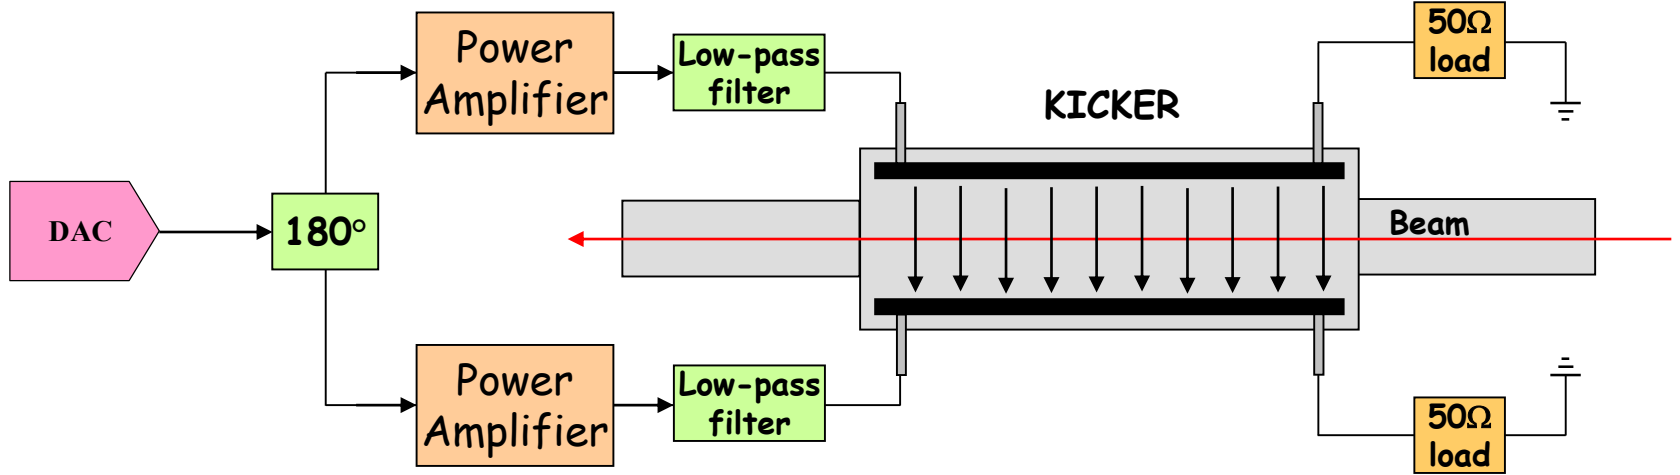 Power
Amplifier
Low-pass
filter
50Ω
load
KICKER
DAC
180°
Beam
Power
Amplifier
Low-pass
filter
50Ω
load